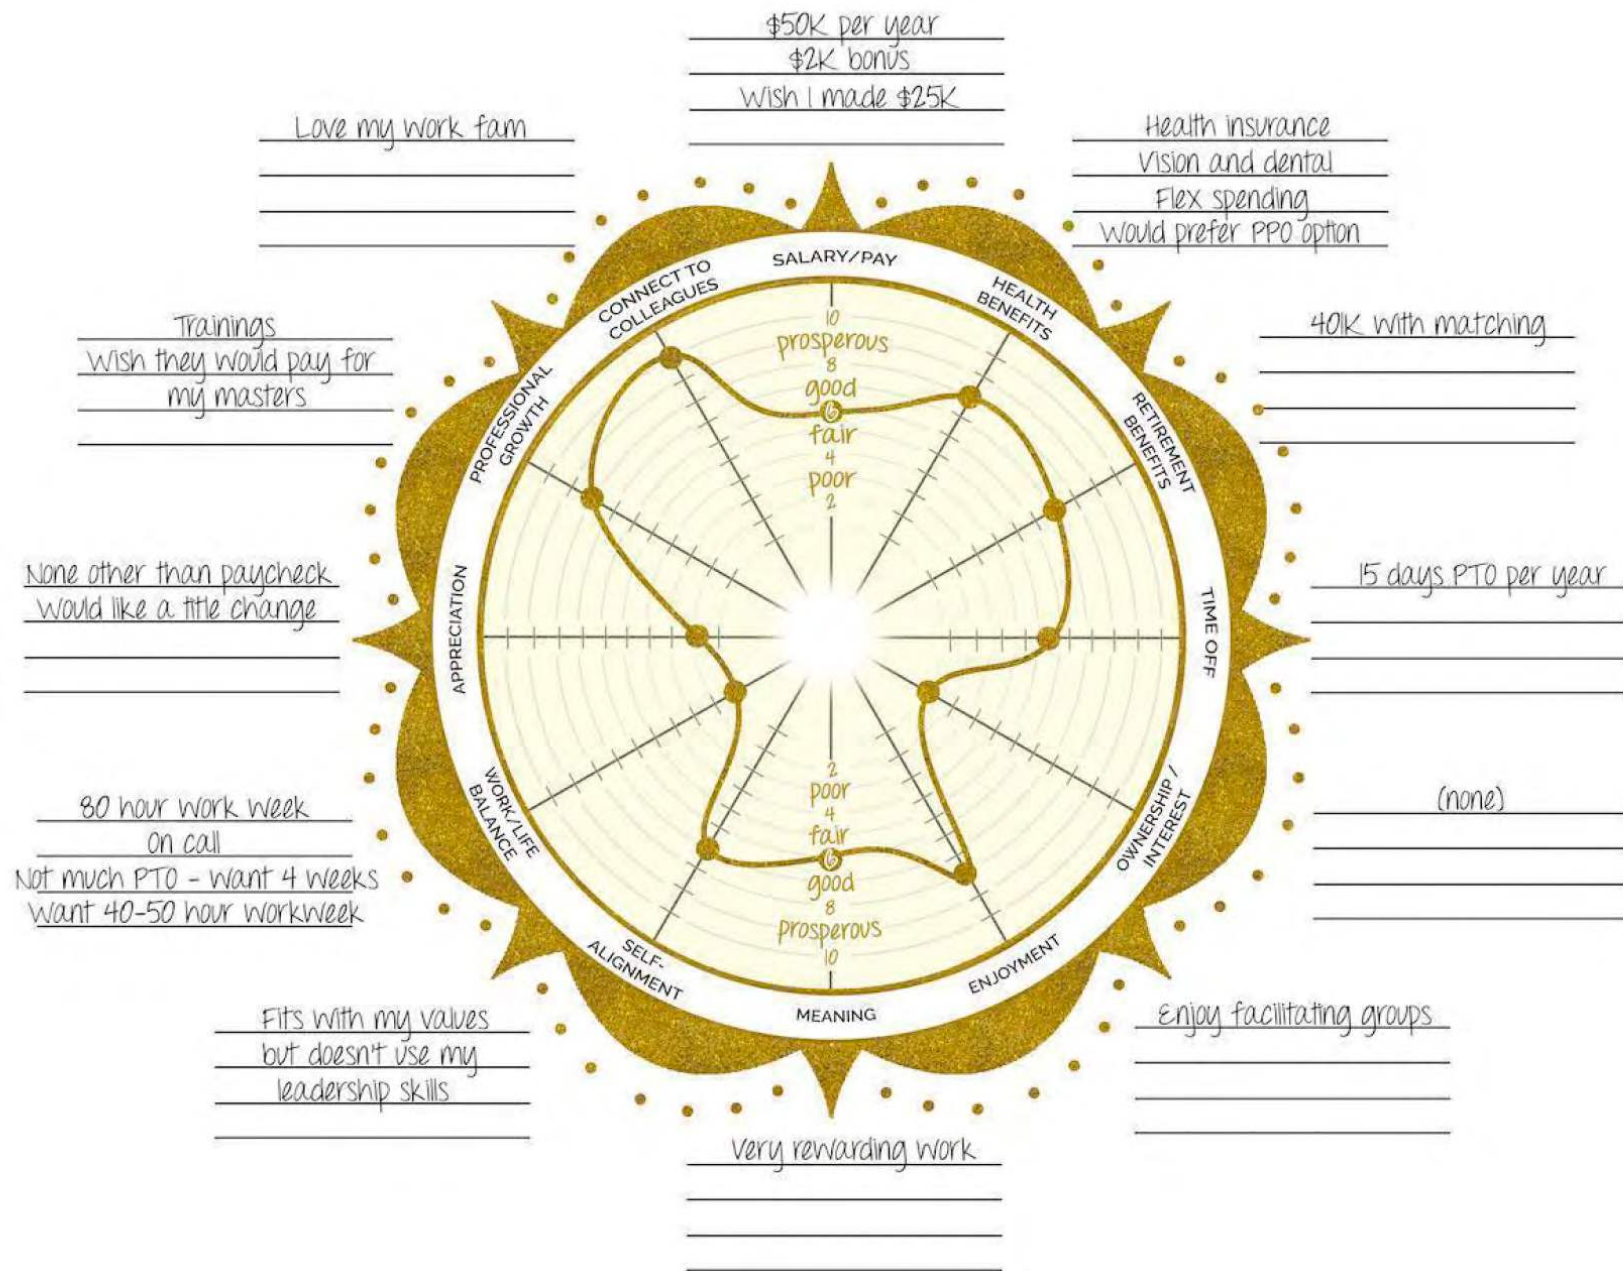 $50K per year
$2K bonus
Wish I made $25K
Love my work fam
Health insurance
Vision and dental
Flex spending
Would prefer PPO option
Trainings
Wish they would pay for
my masters
401K with matching
None other than paycheck
Would like a title change
15 days PTO per year
80 hour work week
On call
Not much PTO - Want 4 weeks
Want 40-50 hour workweek
(none)
Fits with my values
but doesn't use my
leadership skills
Enjoy facilitating groups
Very rewarding work
SALARY/PAY
HEALTH
BENEFITS
RETIREMENT
BENEFITS
TIME OFF
OWNERSHIP /
INTEREST
ENJOYMENT
MEANING
SELF-
ALIGNMENT
WORK/LIFE
BALANCE
APPRECIATION
PROFESSIONAL
GROWTH
CONNECT TO
COLLEAGUES
10
prosperous
8
good
6
fair
4
poor
2
2
poor
4
fair
6
good
8
prosperous
10